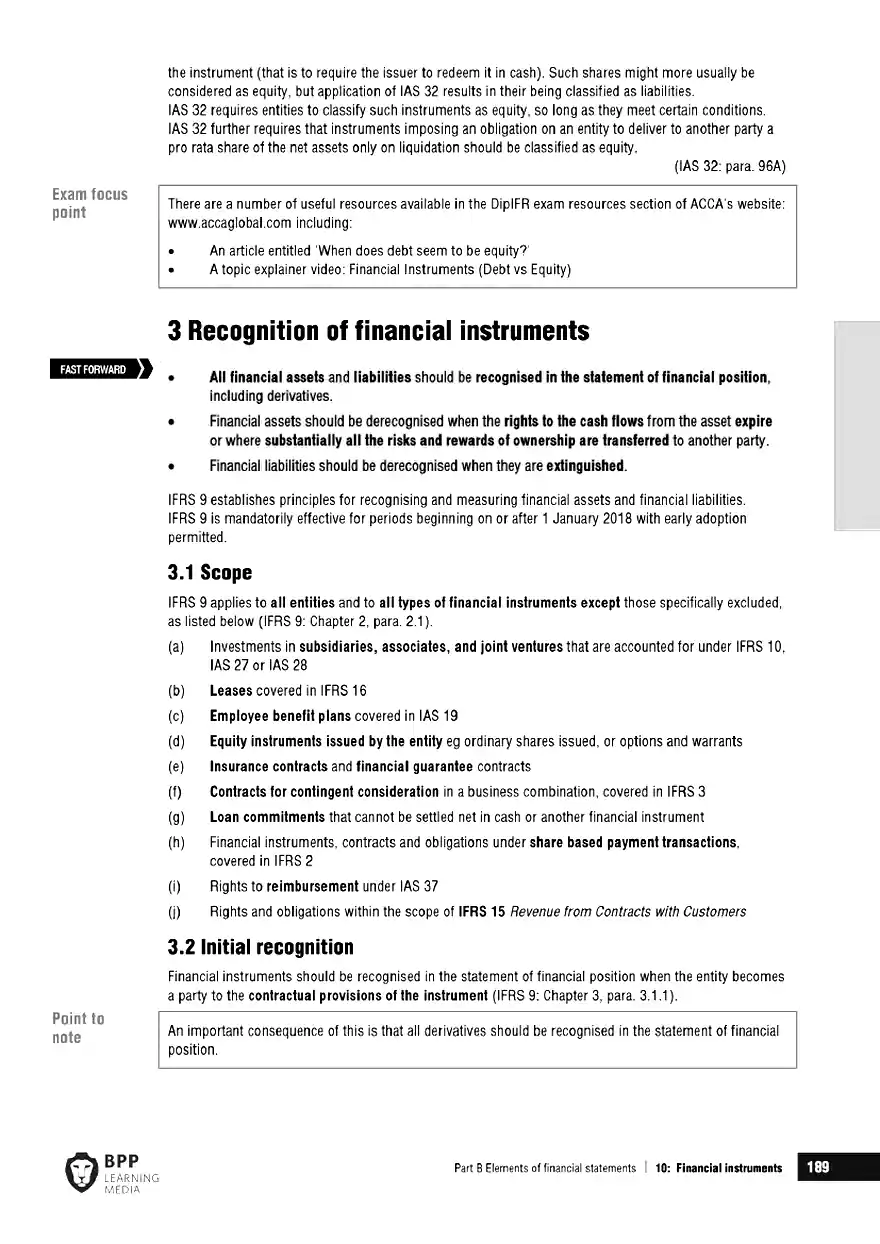 the instrument (that is to require the issuer to redeem it in cash). Such shares might more usually be
considered as equity, but application of IAS 32 results in their being classified as liabilities.
IAS 32 requires entities to classify such instruments as equity, so long as they meet certain conditions.
IAS 32 further requires that instruments imposing an obligation on an entity to deliver to another party a
pro rata share of the net assets only on liquidation should be classified as equity.
(IAS 32: para. 96A)
Exam focus
point
There are a number of useful resources available in the DipIFR exam resources section of ACCA's website:
www.accaglobal.com including:
• An article entitled 'When does debt seem to be equity?'
• A topic explainer video: Financial Instruments (Debt vs Equity)
3 Recognition of financial instruments
FAST FORWARD
• All financial assets and liabilities should be recognised in the statement of financial position,
including derivatives.
• Financial assets should be derecognised when the rights to the cash flows from the asset expire
or where substantially all the risks and rewards of ownership are transferred to another party.
• Financial liabilities should be derecognised when they are extinguished.
IFRS 9 establishes principles for recognising and measuring financial assets and financial liabilities.
IFRS 9 is mandatorily effective for periods beginning on or after 1 January 2018 with early adoption
permitted.
3.1 Scope
IFRS 9 applies to all entities and to all types of financial instruments except those specifically excluded,
as listed below (IFRS 9: Chapter 2, para. 2.1).
(a) Investments in subsidiaries, associates, and joint ventures that are accounted for under IFRS 10,
IAS 27 or IAS 28
(b) Leases covered in IFRS 16
(c) Employee benefit plans covered in IAS 19
(d) Equity instruments issued by the entity eg ordinary shares issued, or options and warrants
(e) Insurance contracts and financial guarantee contracts
(f) Contracts for contingent consideration in a business combination, covered in IFRS 3
(g) Loan commitments that cannot be settled net in cash or another financial instrument
(h) Financial instruments, contracts and obligations under share based payment transactions,
covered in IFRS 2
(i) Rights to reimbursement under IAS 37
(j) Rights and obligations within the scope of IFRS 15 Revenue from Contracts with Customers
3.2 Initial recognition
Financial instruments should be recognised in the statement of financial position when the entity becomes
a party to the contractual provisions of the instrument (IFRS 9: Chapter 3, para. 3.1.1).
Point to
note
An important consequence of this is that all derivatives should be recognised in the statement of financial
position.
BPP
LEARNING
MEDIA
Part B Elements of financial statements | 10: Financial instruments 189